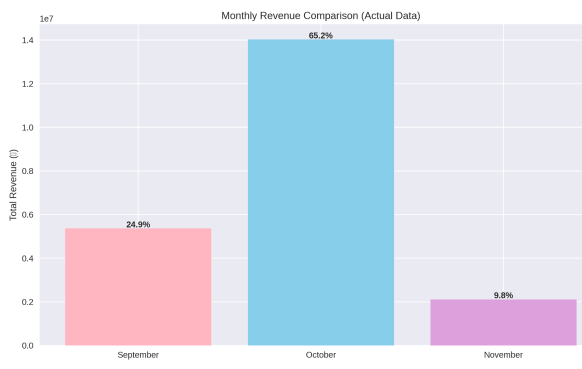 Monthly Revenue Comparison (Actual Data)
1e7
Total Revenue (▯)
1.4
1.2
1.0
0.8
0.6
0.4
0.2
0.0
24.9%
65.2%
9.8%
September
October
November